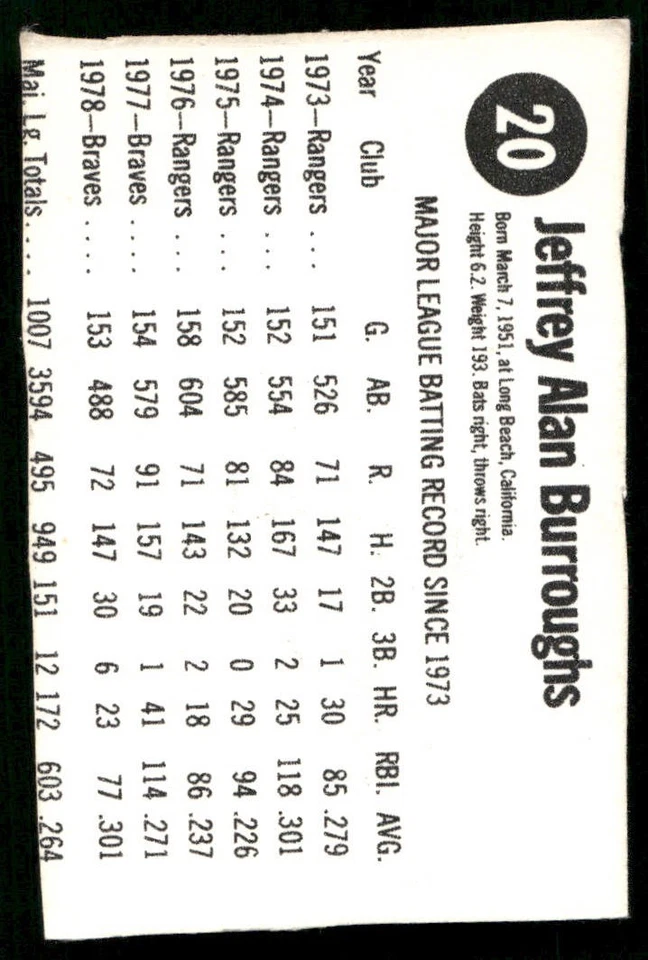 20
Jeffrey Alan Burroughs
Born March 7, 1951, at Long Beach, California.
Height 6.2. Weight 193. Bats right, throws right.
MAJOR LEAGUE BATTING RECORD SINCE 1973
Year Club G. AB. R. H. 2B. 3B. HR. RBI. AVG.
1973—Rangers . . . 151 526 71 147 17 1 30 85 .279
1974—Rangers . . . 152 554 84 167 33 2 25 118 .301
1975—Rangers . . . 152 585 81 132 20 0 29 94 .226
1976—Rangers . . . 158 604 71 143 22 2 18 86 .237
1977—Braves . . . . . 154 579 91 157 19 1 41 114 .271
1978—Braves . . . . . 153 488 72 147 30 6 23 77 .301
Maj. Lg. Totals . . . . 1007 3594 495 949 151 12 172 603 .264